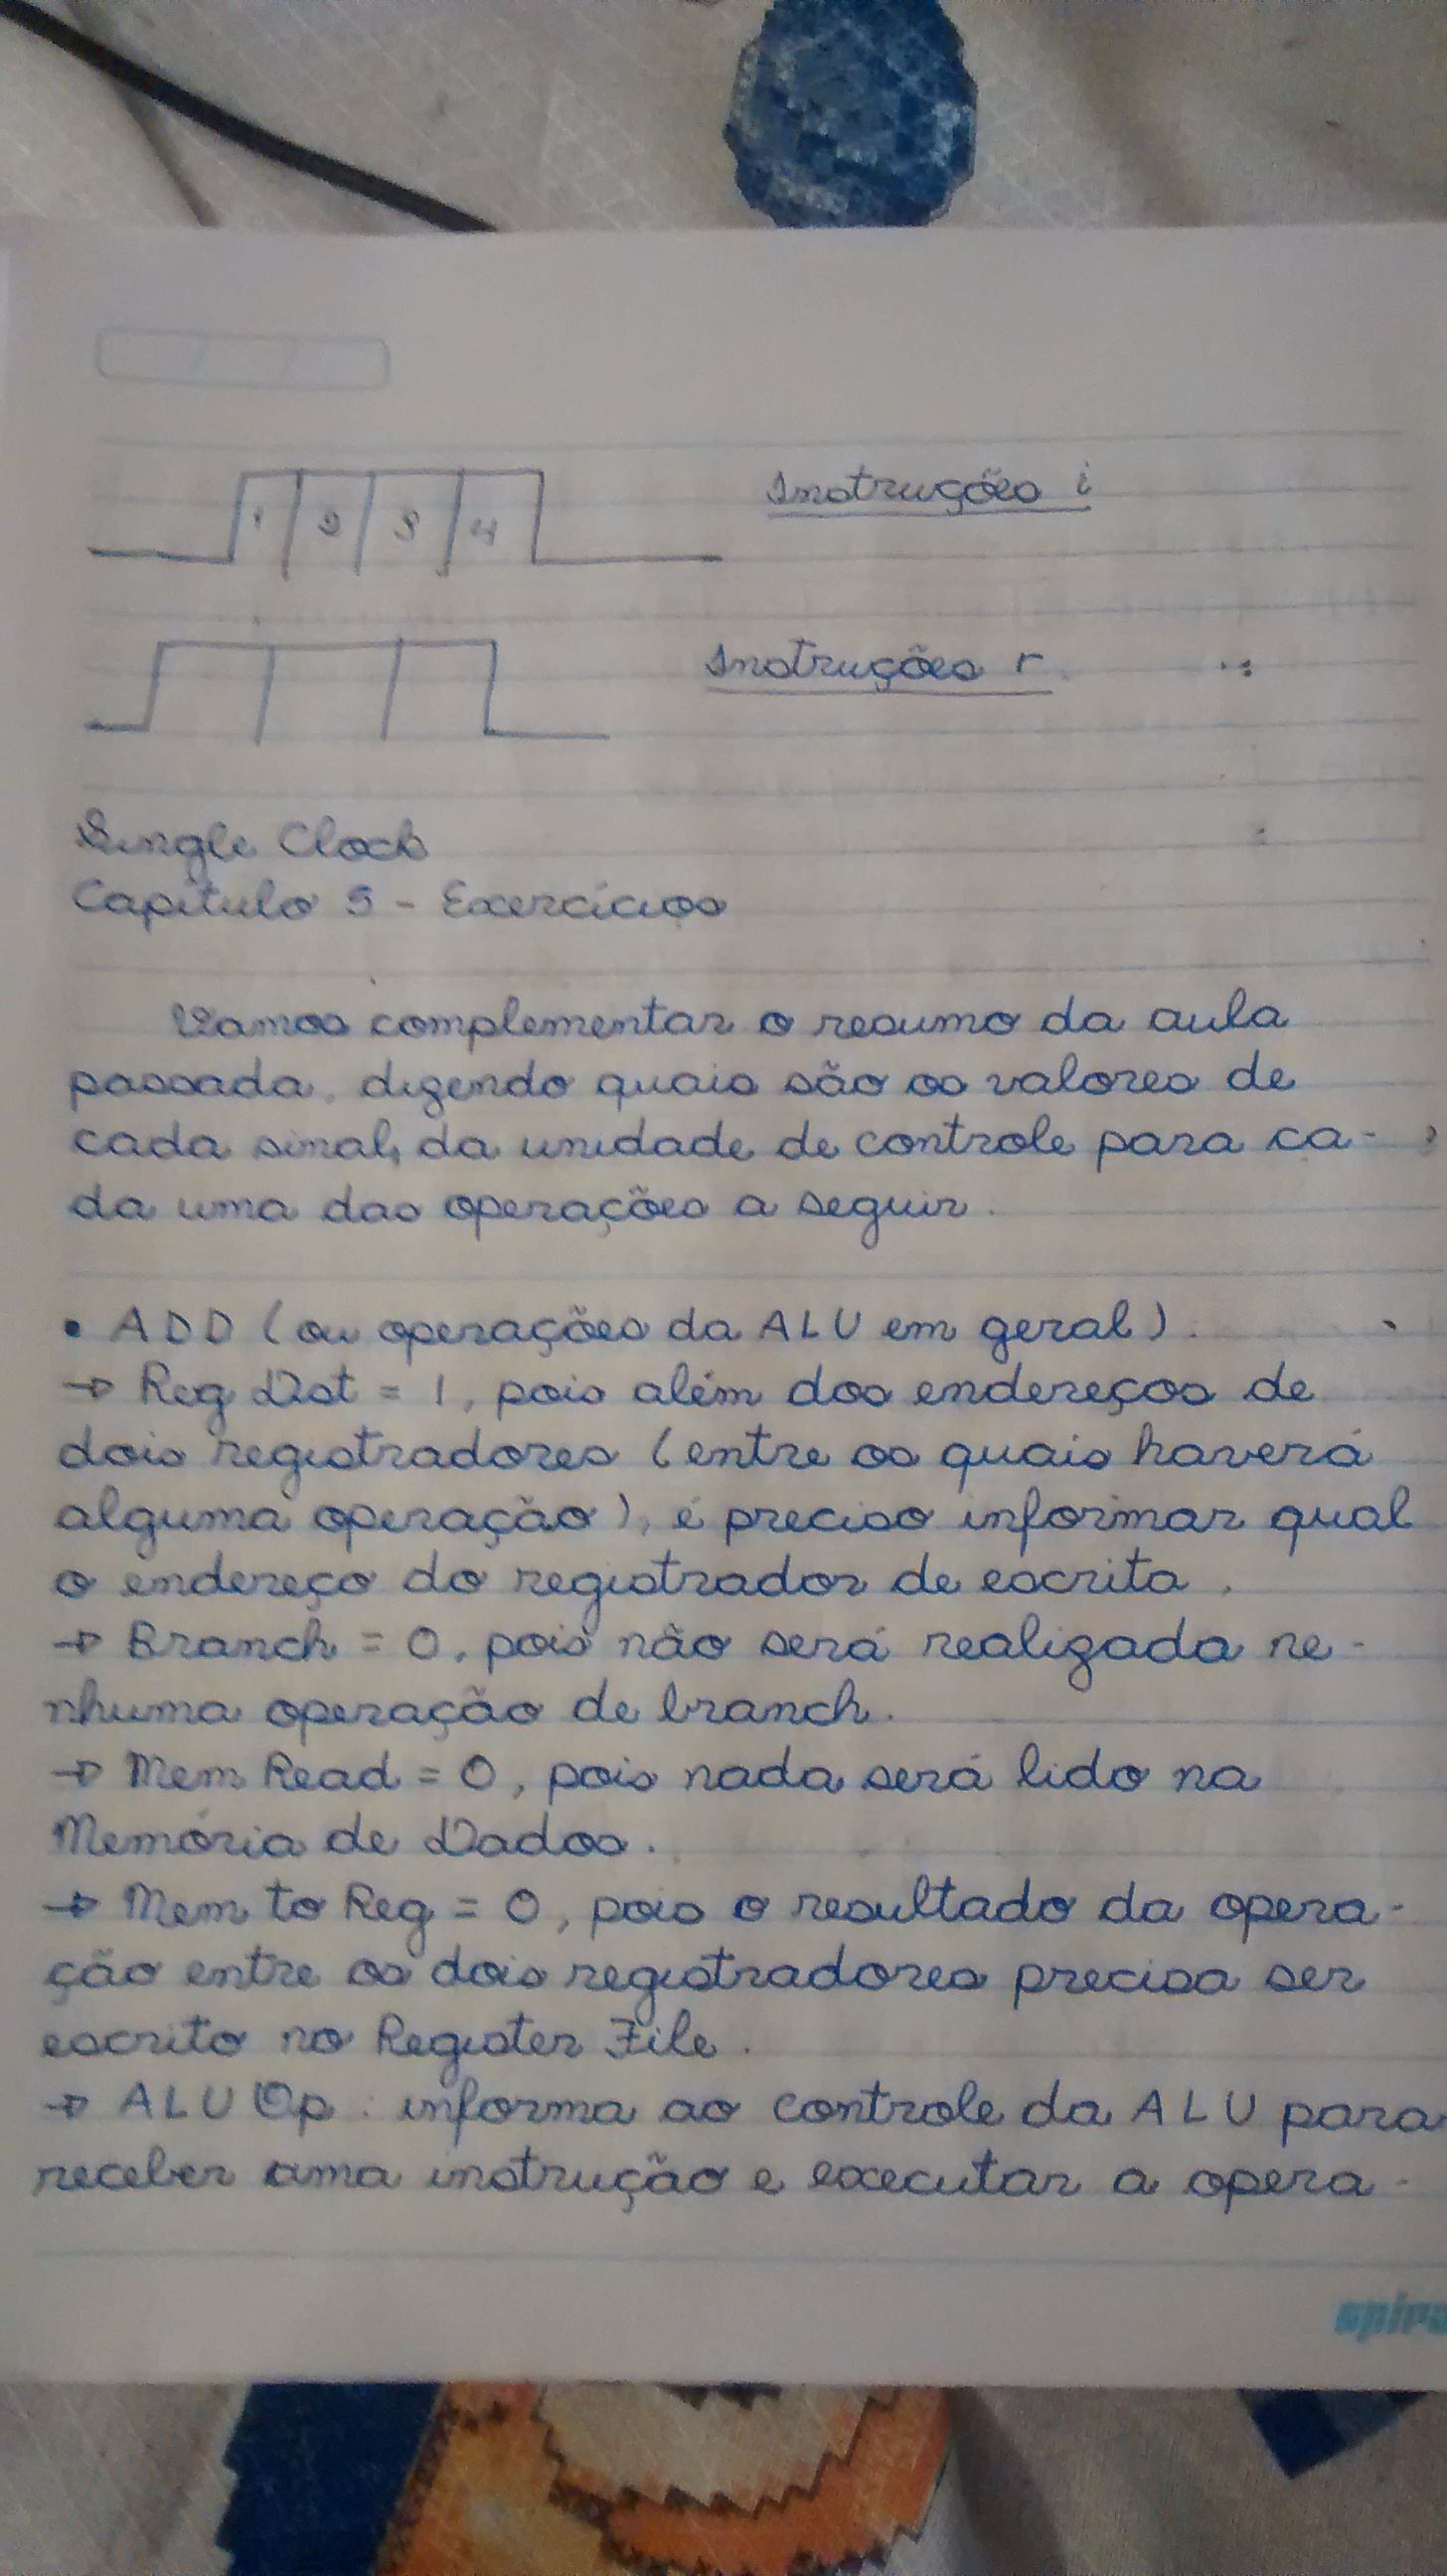 1 2 3 4 Instruções i
Instruções r
Single Clock
Capítulo 5 - Exercícios
Vamos complementar o resumo da aula
passada, dizendo quais são os valores de
cada sinal da unidade de controle para ca-
da uma das operações a seguir.
• ADD (ou operações da ALU em geral).
→ Reg Dst = 1, pois além dos endereços de
dois registradores (entre os quais haverá
alguma operação), é preciso informar qual
o endereço do registrador de escrita.
→ Branch = 0, pois não será realizada ne-
nhuma operação de branch.
→ Mem Read = 0, pois nada será lido na
Memória de Dados.
→ Mem to Reg = 0, pois o resultado da opera-
ção entre os dois registradores precisa ser
escrito no Register File.
→ ALU Op: informa ao controle da ALU para
receber uma instrução e executar a opera-